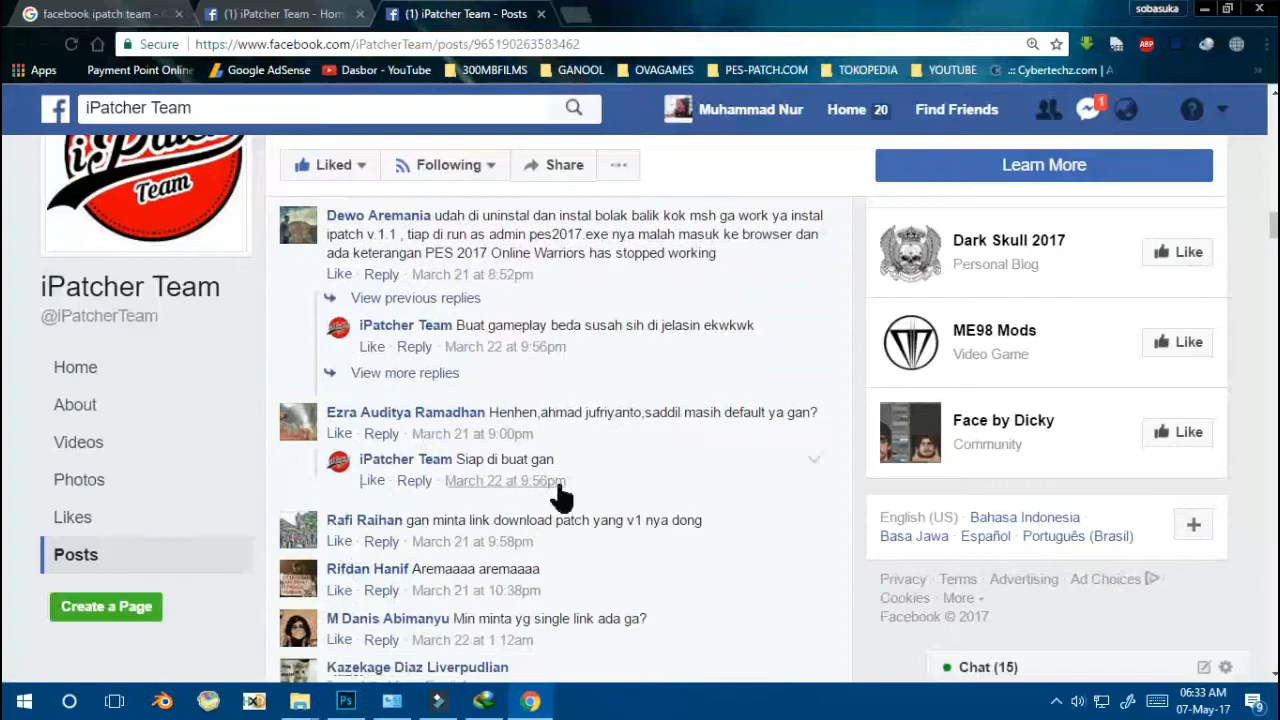 facebook ipatch team -
(1) iPatcher Team - Hom
(1) iPatcher Team - Posts
sobasuka
Secure
https://www.facebook.com/iPatcherTeam/posts/965190263583462
ABP
Apps
Payment Point Online
Google AdSense
Dasbor - YouTube
300MBFILMS
GANOOL
OVAGAMES
PES-PATCH.COM
TOKOPEDIA
YOUTUBE
.:: Cybertechz.com | A
iPatcher Team
Muhammad Nur
Home 20
Find Friends
1
iPatcher
Team
Liked
Following
Share
Learn More
iPatcher Team
@iPatcherTeam
Home
About
Videos
Photos
Likes
Posts
Create a Page
Dewo Aremania udah di uninstal dan instal bolak balik kok msh ga work ya instal
ipatch v.1.1 , tiap di run as admin pes2017.exe nya malah masuk ke browser dan
ada keterangan PES 2017 Online Warriors has stopped working
Like · Reply · March 21 at 8:52pm
View previous replies
iPatcher Team Buat gameplay beda susah sih di jelasin ekwkwk
Like · Reply · March 22 at 9:56pm
View more replies
Ezra Auditya Ramadhan Henhen,ahmad jufriyanto,saddil masih default ya gan?
Like · Reply · March 21 at 9:00pm
iPatcher Team Siap di buat gan
Like · Reply · March 22 at 9:56pm
Rafi Raihan gan minta link download patch yang v1 nya dong
Like · Reply · March 21 at 9:58pm
Rifdan Hanif Aremaaaa aremaaaa
Like · Reply · March 21 at 10:38pm
M Danis Abimanyu Min minta yg single link ada ga?
Like · Reply · March 22 at 1:12am
Kazekage Diaz Liverpudlian
Dark Skull 2017
Personal Blog
Like
ME98 Mods
Video Game
Like
Face by Dicky
Community
Like
English (US) · Bahasa Indonesia ·
Basa Jawa · Español · Português (Brasil)
Privacy · Terms · Advertising · Ad Choices
Cookies · More
Facebook © 2017
Chat (15)
06:33 AM
07-May-17
9